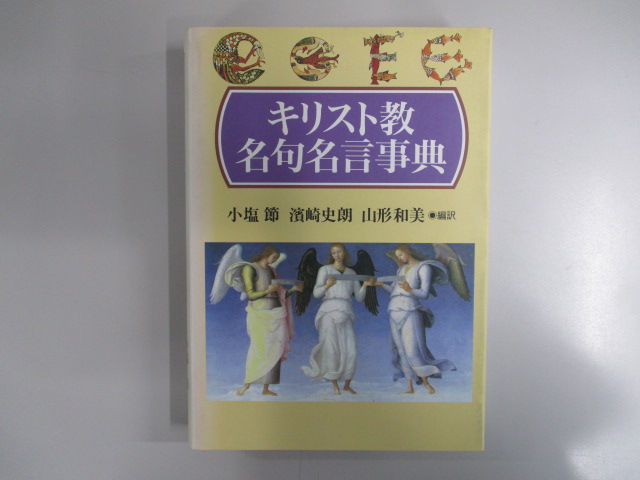 キリスト教
名句名言事典
小塩 節 濱崎史朗 山形和美◉編訳